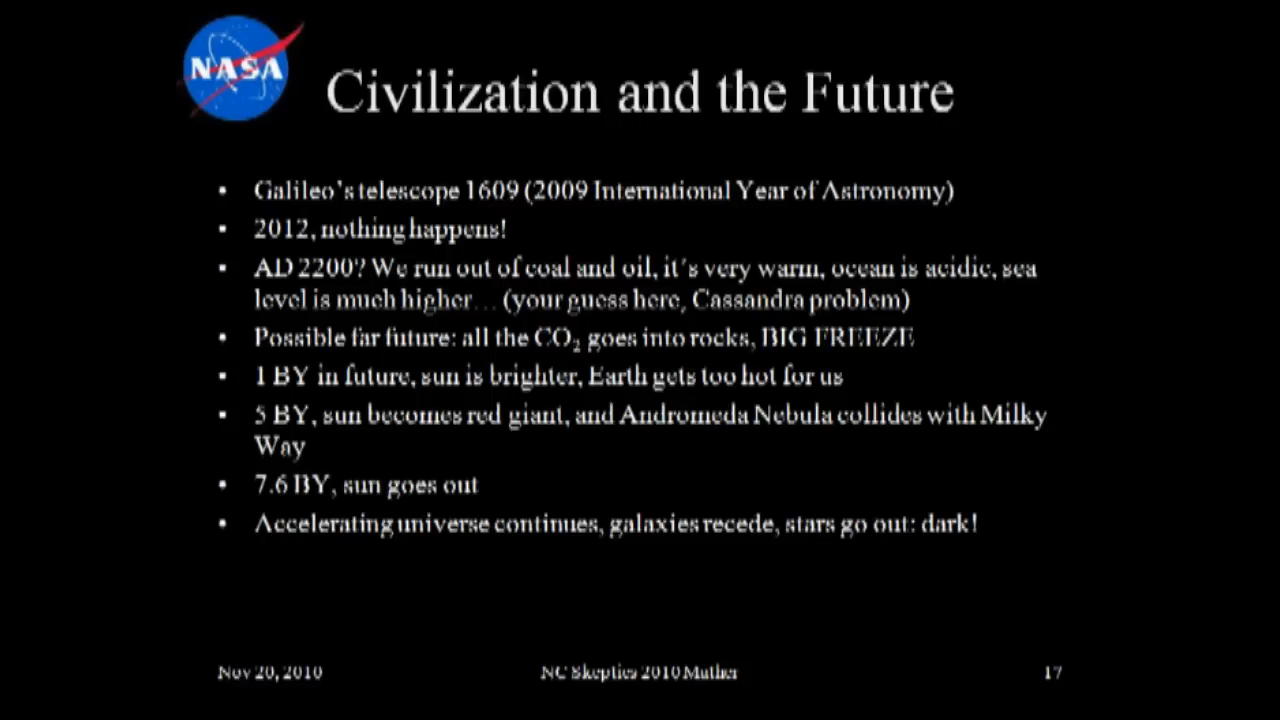 NASA
Civilization and the Future
• Galileo's telescope 1609 (2009 International Year of Astronomy)
• 2012, nothing happens!
• AD 2200? We run out of coal and oil, it's very warm, ocean is acidic, sea
level is much higher… (your guess here, Cassandra problem)
• Possible far future: all the CO₂ goes into rocks, BIG FREEZE
• 1 BY in future, sun is brighter, Earth gets too hot for us
• 5 BY, sun becomes red giant, and Andromeda Nebula collides with Milky
Way
• 7.6 BY, sun goes out
• Accelerating universe continues, galaxies recede, stars go out: dark!
Nov 20, 2010 NC Skeptics 2010 Mather 17